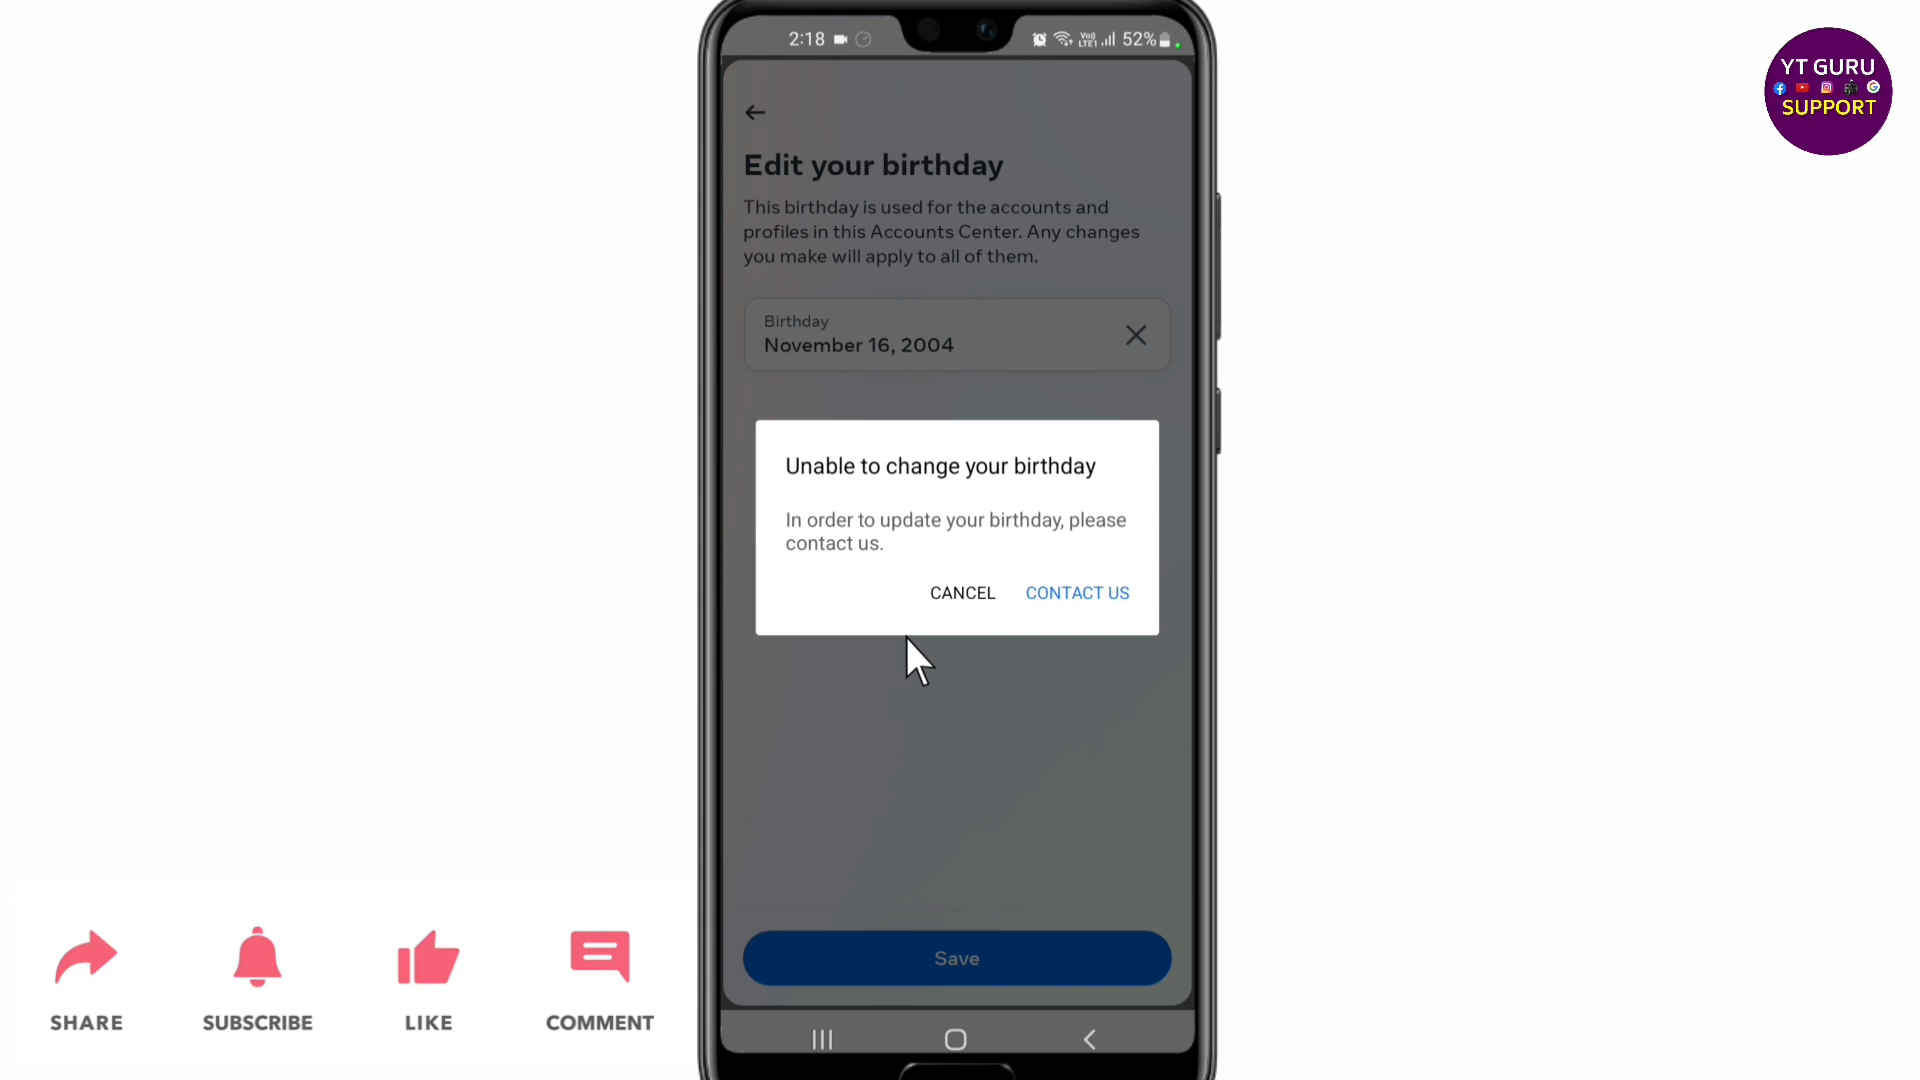 2:18
Vo))
LTE1
52%
YT GURU
SUPPORT
Edit your birthday
This birthday is used for the accounts and
profiles in this Accounts Center. Any changes
you make will apply to all of them.
Birthday
November 16, 2004
Unable to change your birthday
In order to update your birthday, please
contact us.
CANCEL CONTACT US
Save
SHARE SUBSCRIBE LIKE COMMENT